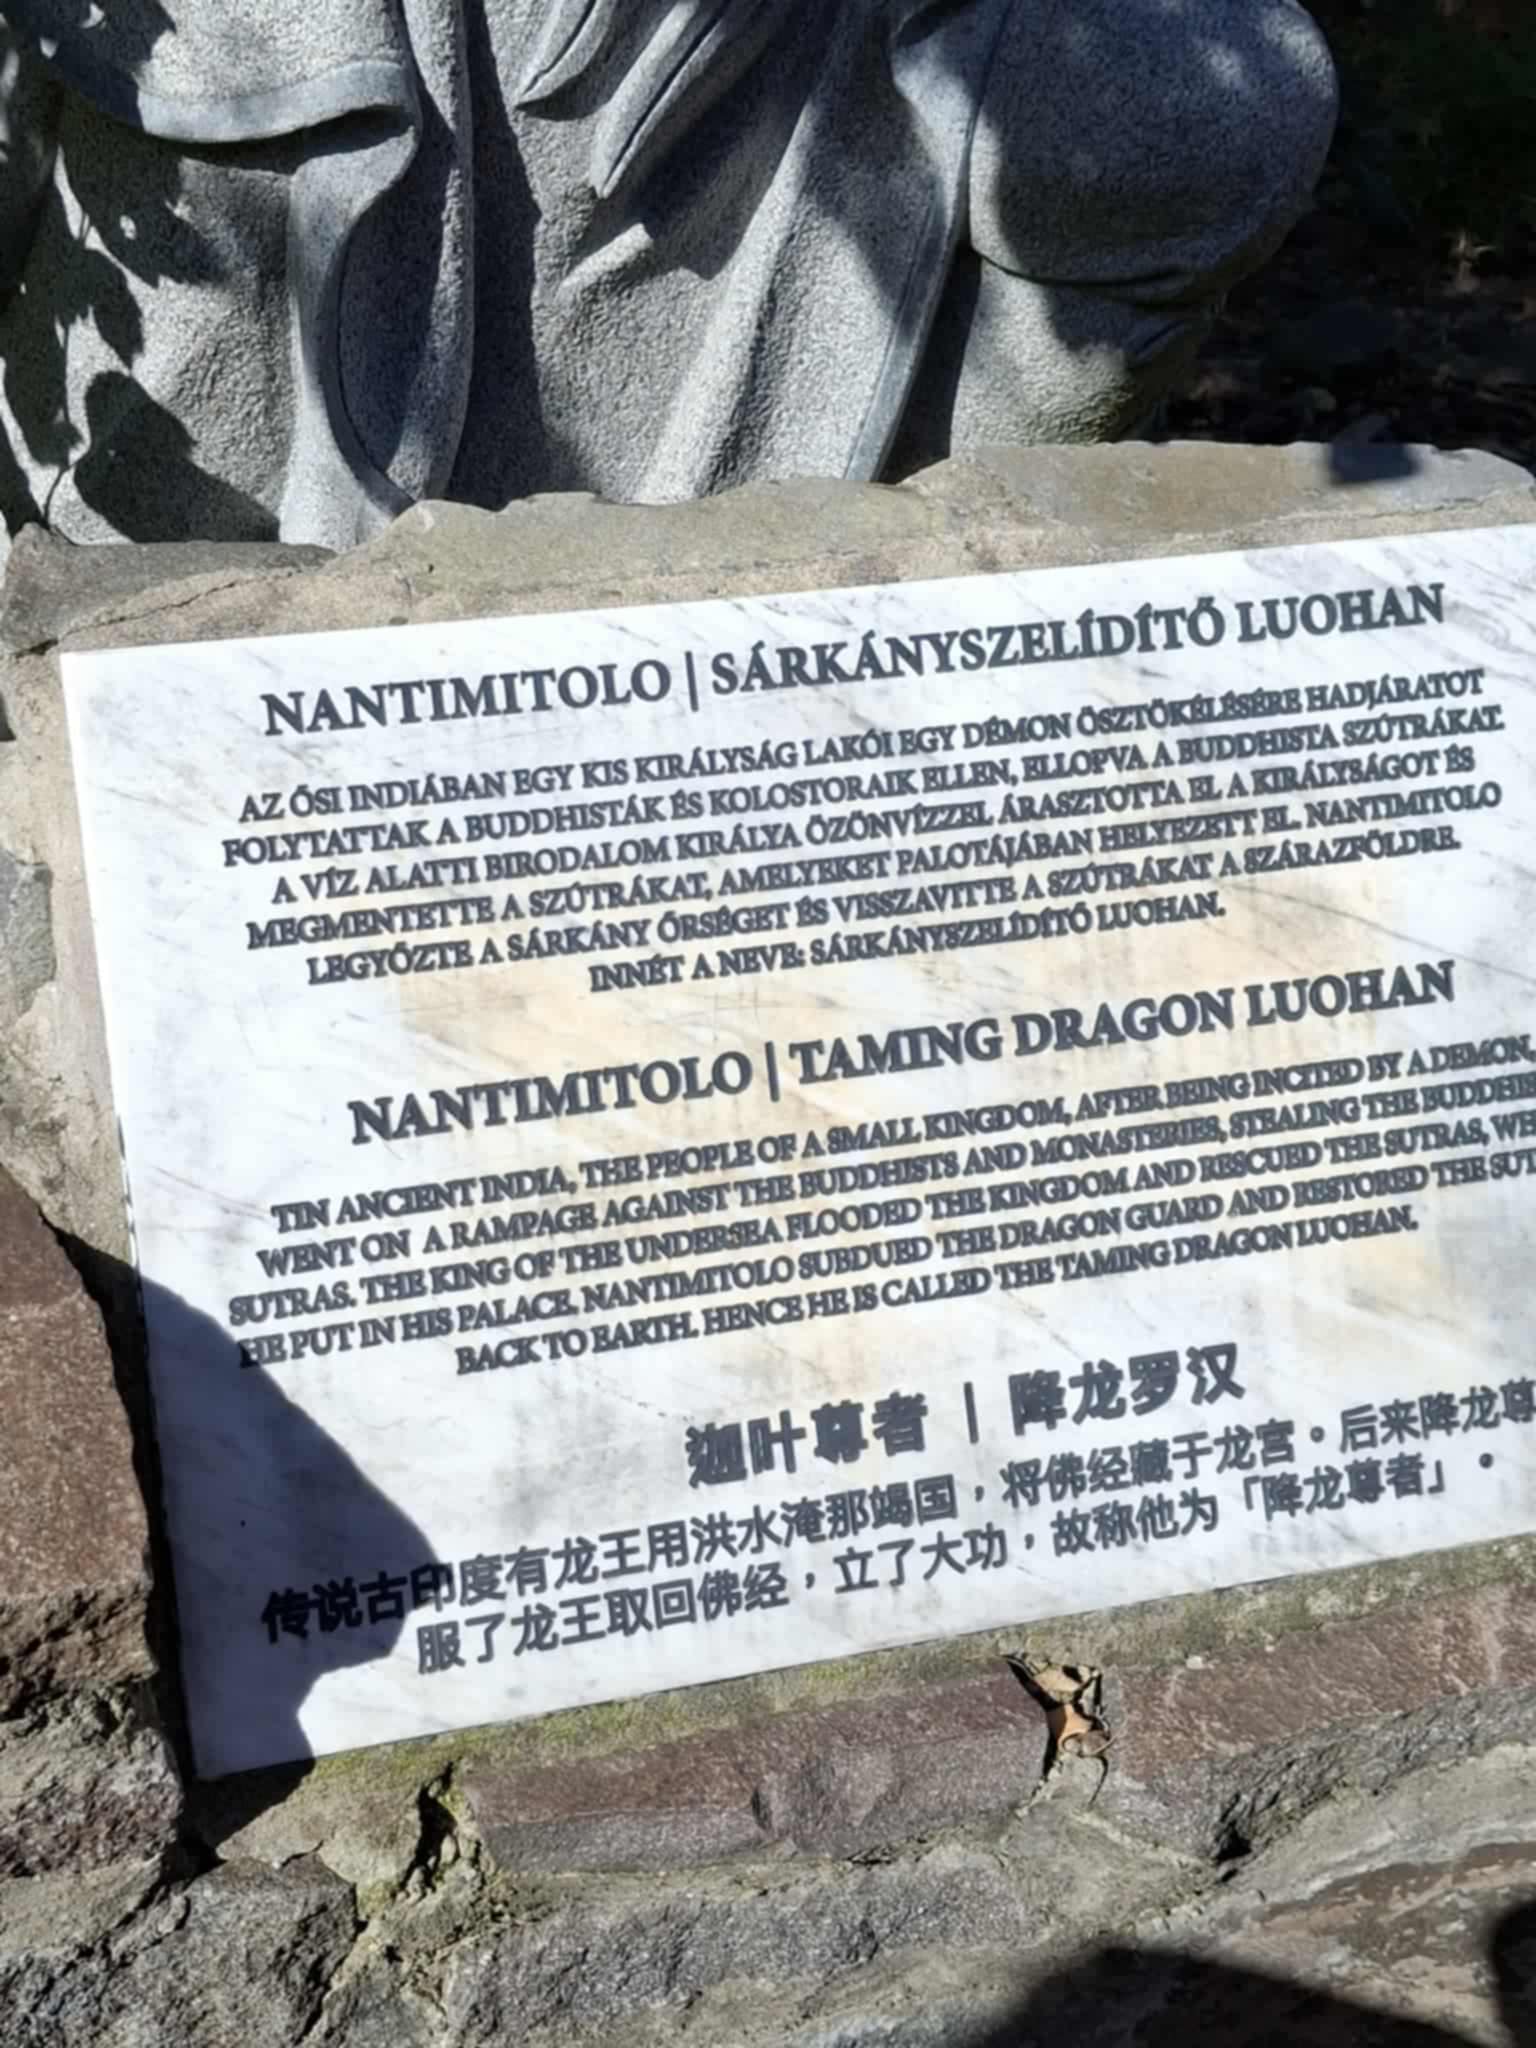 NANTIMITOLO | SÁRKÁNYSZELÍDÍTŐ LUOHAN
AZ ŐSI INDIÁBAN EGY KIS KIRÁLYSÁG LAKÓI EGY DÉMON ÖSZTÖKÉLÉSÉRE HADJÁRATOT
FOLYTATTAK A BUDDHISTÁK ÉS KOLOSTORAIK ELLEN, ELLOPVA A BUDDHISTA SZÚTRÁKAT.
A VÍZ ALATTI BIRODALOM KIRÁLYA ÖZÖNVÍZZEL ÁRASZTOTTA EL A KIRÁLYSÁGOT ÉS
MEGMENTETTE A SZÚTRÁKAT, AMELYEKET PALOTÁJÁBAN HELYEZETT EL. NANTIMITOLO
LEGYŐZTE A SÁRKÁNY ŐRSÉGET ÉS VISSZAVITTE A SZÚTRÁKAT A SZÁRAZFÖLDRE.
INNÉT A NEVE: SÁRKÁNYSZELÍDÍTŐ LUOHAN.
NANTIMITOLO | TAMING DRAGON LUOHAN
TIN ANCIENT INDIA, THE PEOPLE OF A SMALL KINGDOM, AFTER BEING INCITED BY A DEMON,
WENT ON A RAMPAGE AGAINST THE BUDDHISTS AND MONASTERIES, STEALING THE BUDDHIS
SUTRAS. THE KING OF THE UNDERSEA FLOODED THE KINGDOM AND RESCUED THE SUTRAS, WH
HE PUT IN HIS PALACE. NANTIMITOLO SUBDUED THE DRAGON GUARD AND RESTORED THE SUT
BACK TO EARTH. HENCE HE IS CALLED THE TAMING DRAGON LUOHAN.
迦叶尊者 | 降龙罗汉
传说古印度有龙王用洪水淹那竭国，将佛经藏于龙宫。后来降龙尊
服了龙王取回佛经，立了大功，故称他为「降龙尊者」。